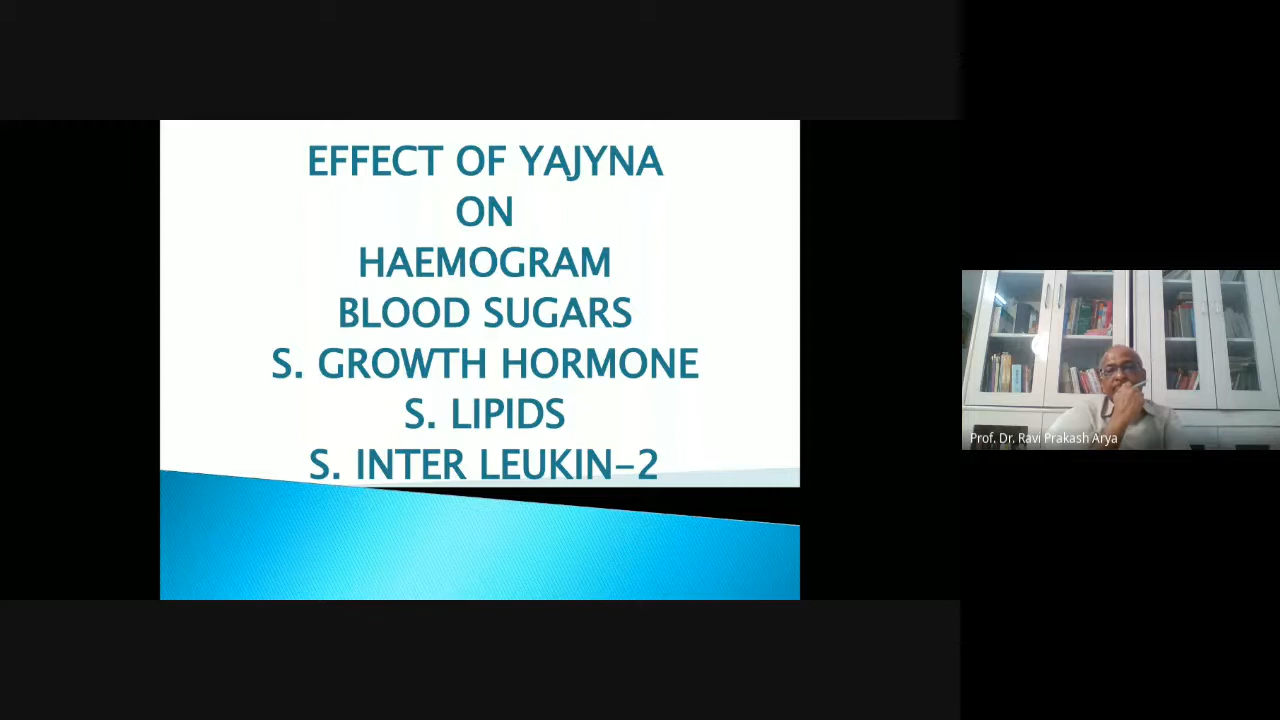 EFFECT OF YAJYNA
ON
HAEMOGRAM
BLOOD SUGARS
S. GROWTH HORMONE
S. LIPIDS
S. INTER LEUKIN-2
Prof. Dr. Ravi Prakash Arya